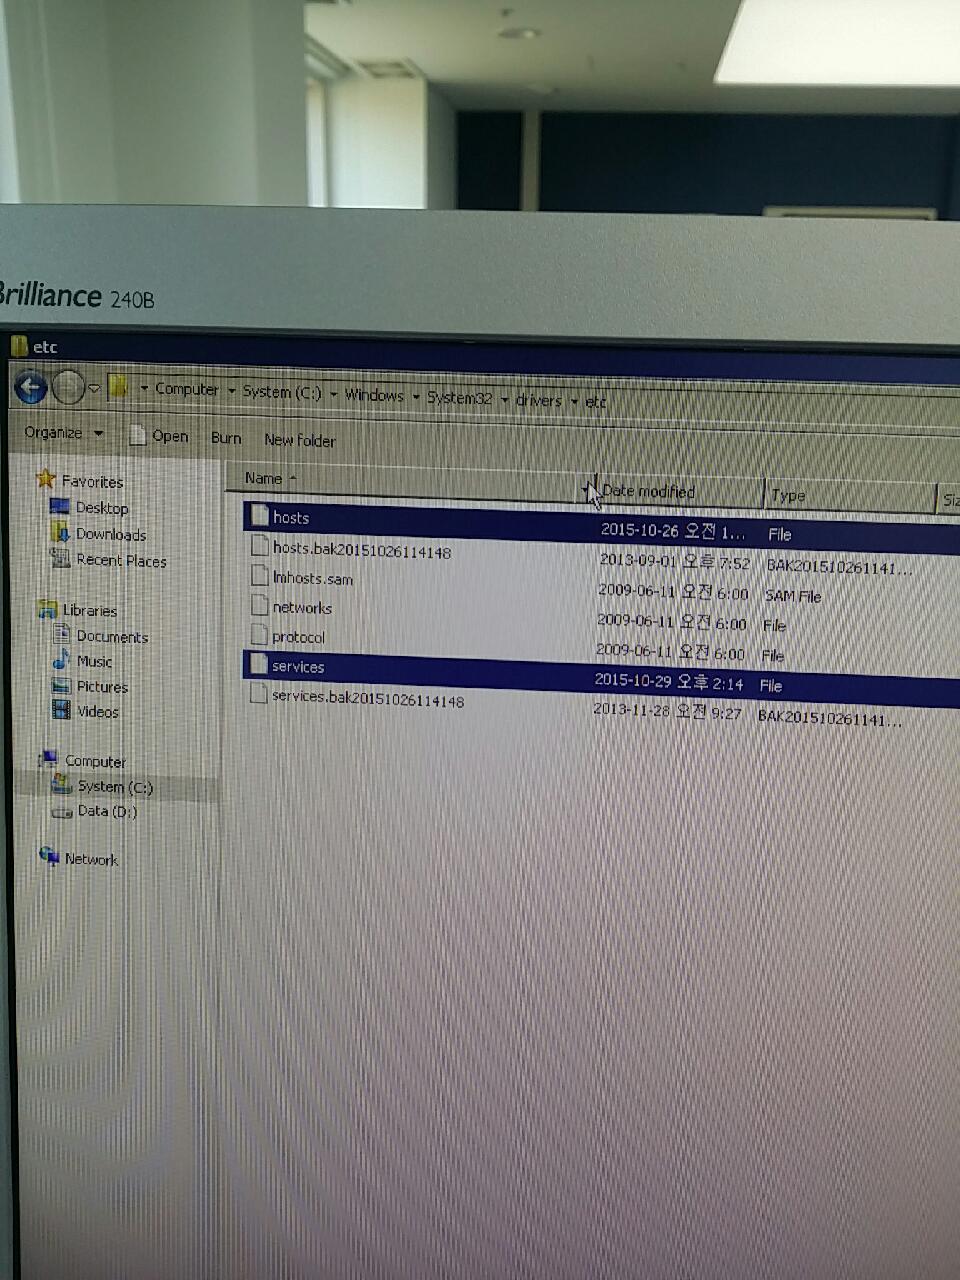 Brilliance 240B
etc
Computer System (C:) Windows System32 drivers etc
Organize Open Burn New folder
Name Date modified Type Siz
Favorites
Desktop
Downloads
Recent Places
Libraries
Documents
Music
Pictures
Videos
Computer
System (C:)
Data (D:)
Network
hosts 2015-10-26 오전 1... File
hosts.bak20151026114148 2013-09-01 오후 7:52 BAK201510261141...
lmhosts.sam 2009-06-11 오전 6:00 SAM File
networks 2009-06-11 오전 6:00 File
protocol 2009-06-11 오전 6:00 File
services 2015-10-29 오후 2:14 File
services.bak20151026114148 2013-11-28 오전 9:27 BAK201510261141...